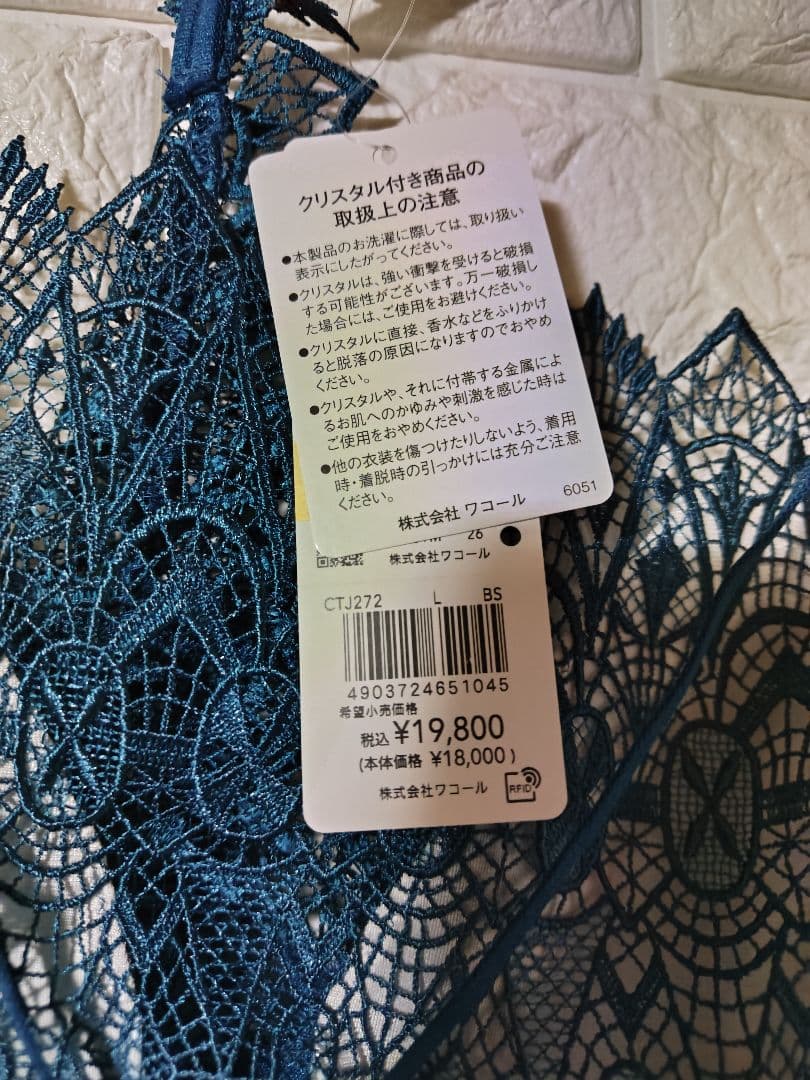 クリスタル付き商品の
取扱上の注意
●本製品のお洗濯に際しては、取り扱い
表示にしたがってください。
●クリスタルは、強い衝撃を受けると破損
する可能性がございます。万一破損し
た場合には、ご使用をお避けください。
●クリスタルに直接、香水などをふりかけ
ると脱落の原因になりますのでおやめ
ください。
●クリスタルや、それに付帯する金属によ
るお肌へのかゆみや刺激を感じた時は
ご使用をおやめください。
●他の衣装を傷つけたりしないよう、着用
時・着脱時の引っかけには充分ご注意
ください。
株式会社 ワコール
6051
26
株式会社ワコール
CTJ272 L BS
4903724651045
希望小売価格
税込 ¥19,800
(本体価格 ¥18,000)
株式会社ワコール
RFID